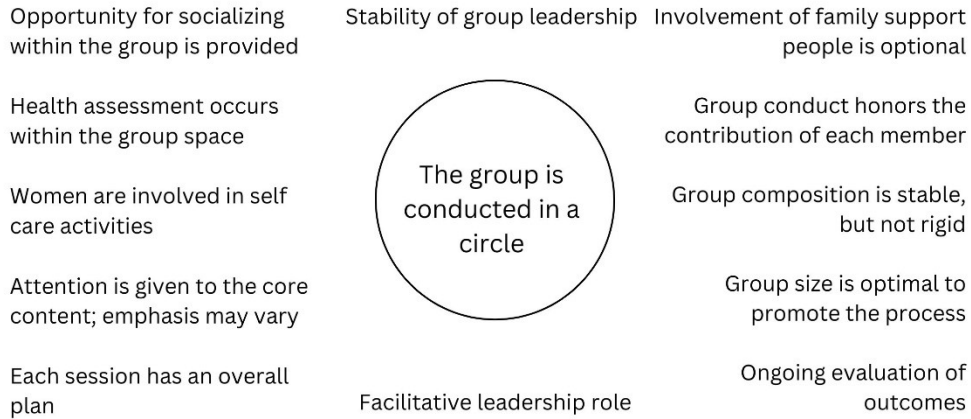 Opportunity for socializing
within the group is provided
Health assessment occurs
within the group space
Women are involved in self
care activities
Attention is given to the core
content; emphasis may vary
Each session has an overall
plan
Stability of group leadership
The group is
conducted in a
circle
Facilitative leadership role
Involvement of family support
people is optional
Group conduct honors the
contribution of each member
Group composition is stable,
but not rigid
Group size is optimal to
promote the process
Ongoing evaluation of
outcomes